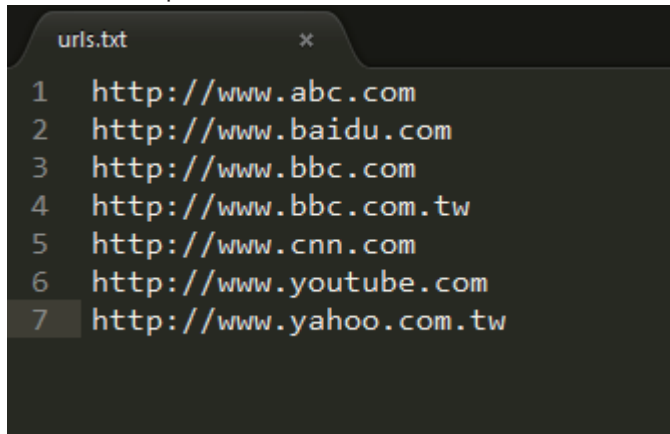 urls.txt ×
1 http://www.abc.com
2 http://www.baidu.com
3 http://www.bbc.com
4 http://www.bbc.com.tw
5 http://www.cnn.com
6 http://www.youtube.com
7 http://www.yahoo.com.tw